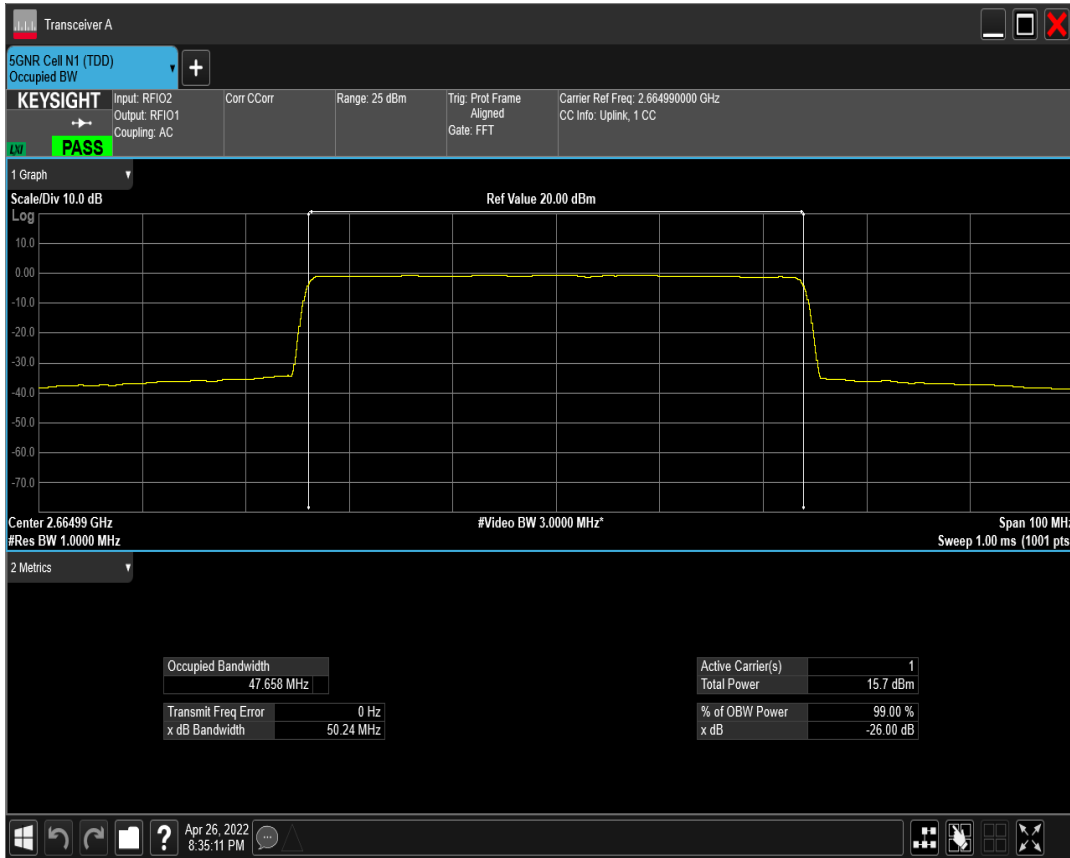 Transceiver A
5GNR Cell N1 (TDD)
Occupied BW
+
KEYSIGHT
LXI
PASS
Input: RFIO2
Output: RFIO1
Coupling: AC
Corr CCorr
Range: 25 dBm
Trig: Prot Frame
Aligned
Gate: FFT
Carrier Ref Freq: 2.664990000 GHz
CC Info: Uplink, 1 CC
1 Graph
Scale/Div 10.0 dB
Ref Value 20.00 dBm
Log
10.0
0.00
-10.0
-20.0
-30.0
-40.0
-50.0
-60.0
-70.0
Center 2.66499 GHz
#Video BW 3.0000 MHz*
Span 100 MHz
#Res BW 1.0000 MHz
Sweep 1.00 ms (1001 pts
2 Metrics
Occupied Bandwidth
47.658 MHz
Transmit Freq Error 0 Hz
x dB Bandwidth 50.24 MHz
Active Carrier(s) 1
Total Power 15.7 dBm
% of OBW Power 99.00 %
x dB -26.00 dB
?
Apr 26, 2022
8:35:11 PM